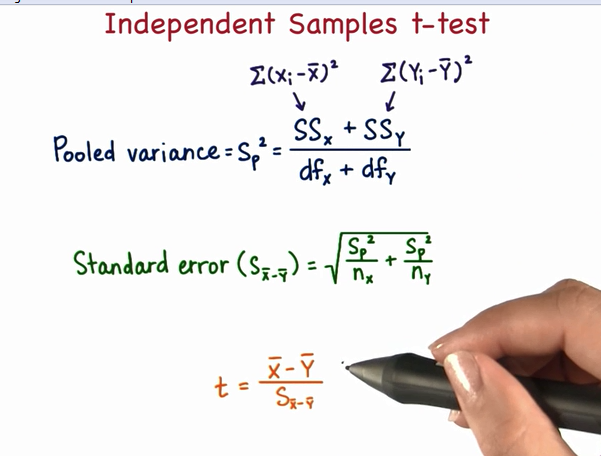 Independent Samples t-test
Σ(xᵢ-x̄)² Σ(Yᵢ-Ȳ)²
Pooled variance = Sₚ² = (SSₓ + SSᵧ) / (dfₓ + dfᵧ)
Standard error (S_x̄-ȳ) = √(Sₚ²/nₓ + Sₚ²/nᵧ)
t = (X̄ - Ȳ) / S_x̄-ȳ